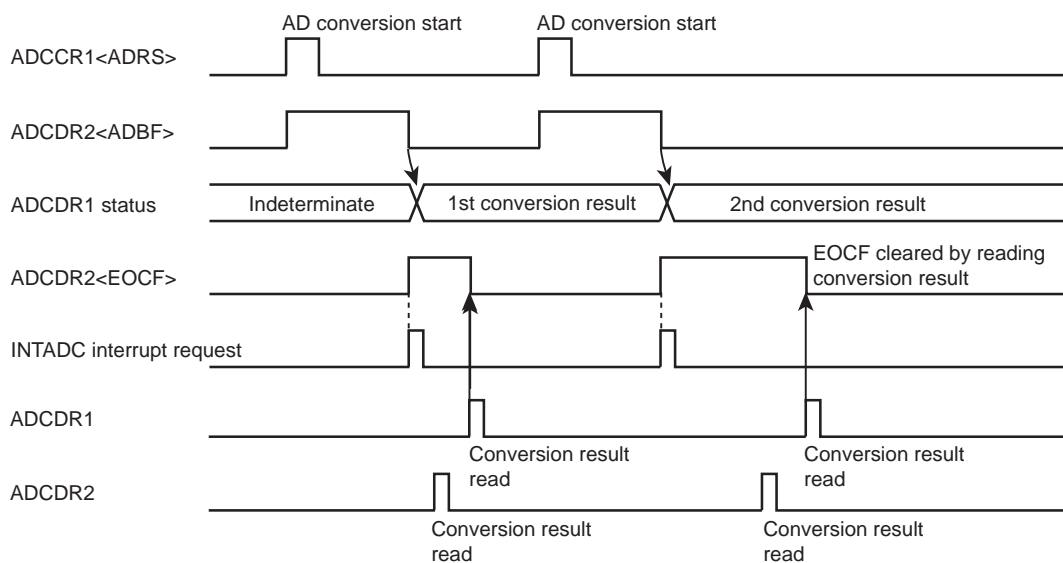 AD conversion start
AD conversion start
ADCCR1<ADRS>
ADCDR2<ADBF>
ADCDR1 status
Indeterminate
1st conversion result
2nd conversion result
ADCDR2<EOCF>
EOCF cleared by reading
conversion result
INTADC interrupt request
ADCDR1
Conversion result
read
Conversion result
read
ADCDR2
Conversion result
read
Conversion result
read